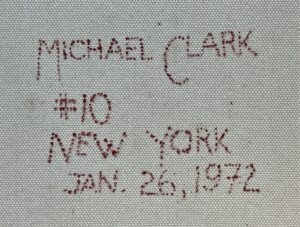 MICHAEL CLARK
#10
NEW YORK
JAN. 26, 1972